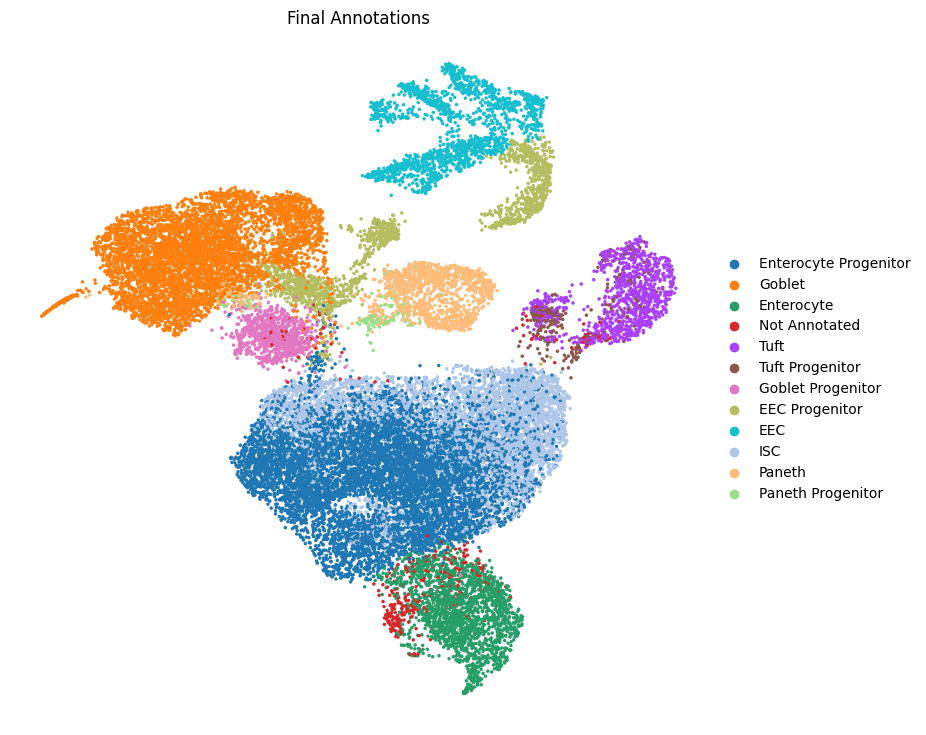 Final Annotations
Enterocyte Progenitor
Goblet
Enterocyte
Not Annotated
Tuft
Tuft Progenitor
Goblet Progenitor
EEC Progenitor
EEC
ISC
Paneth
Paneth Progenitor